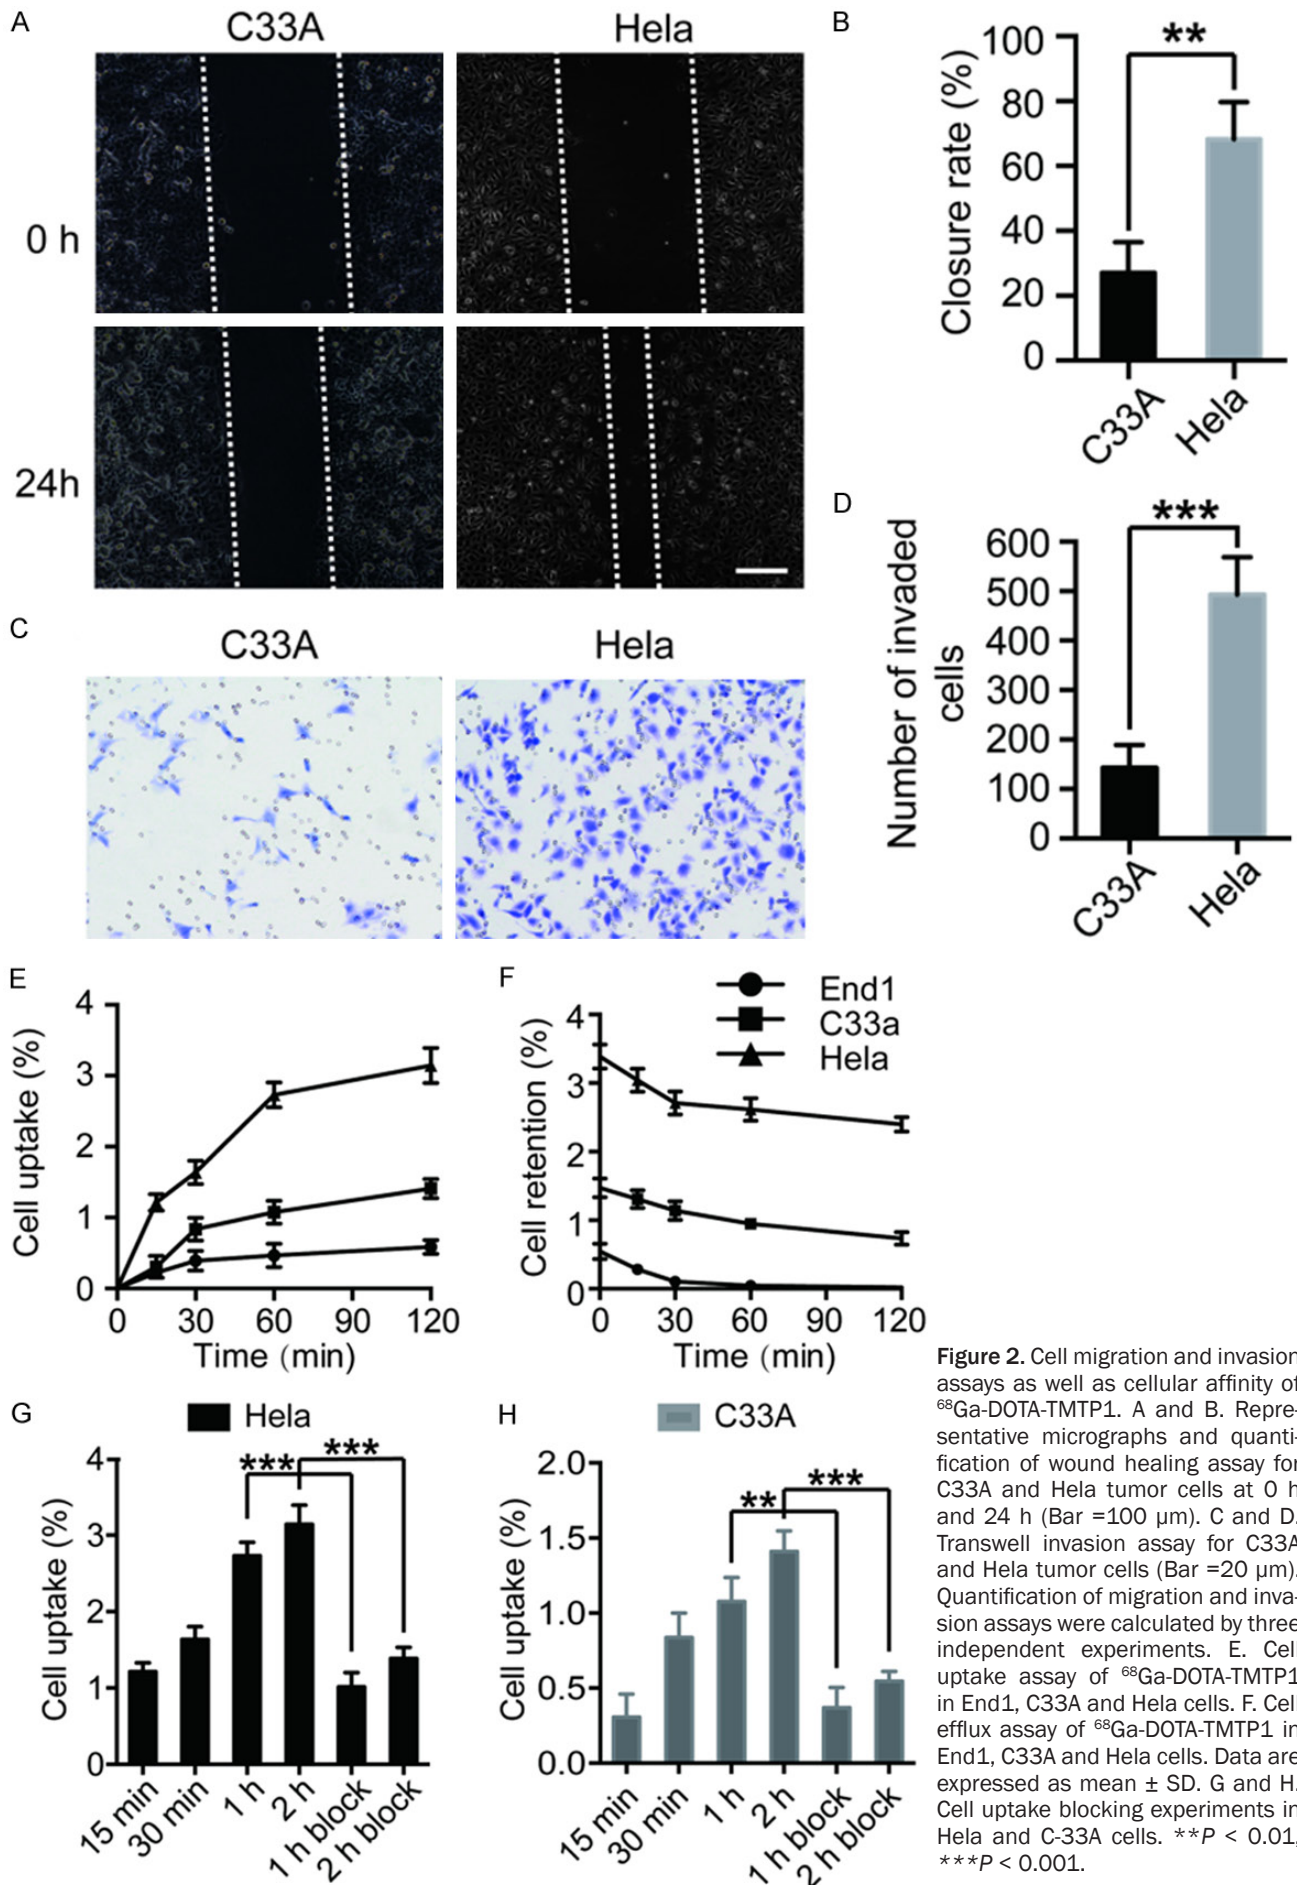 A
C33A
Hela
0 h
24h
B
Closure rate (%)
100
80
60
40
20
0
**
C33A
Hela
C
C33A
Hela
D
Number of invaded
cells
600
500
400
300
200
100
0
***
C33A
Hela
E
Cell uptake (%)
4
3
2
1
0
0 30 60 90 120
Time (min)
F
End1
C33a
Hela
Cell retention (%)
4
3
2
1
0
0 30 60 90 120
Time (min)
G
Hela
Cell uptake (%)
4
3
2
1
0
***
***
15 min
30 min
1 h
2 h
1 h block
2 h block
H
C33A
Cell uptake (%)
2.0
1.5
1.0
0.5
0.0
**
***
15 min
30 min
1 h
2 h
1 h block
2 h block
Figure 2. Cell migration and invasion
assays as well as cellular affinity of
⁶⁸Ga-DOTA-TMTP1. A and B. Repre-
sentative micrographs and quanti-
fication of wound healing assay for
C33A and Hela tumor cells at 0 h
and 24 h (Bar =100 μm). C and D.
Transwell invasion assay for C33A
and Hela tumor cells (Bar =20 μm).
Quantification of migration and inva-
sion assays were calculated by three
independent experiments. E. Cell
uptake assay of ⁶⁸Ga-DOTA-TMTP1
in End1, C33A and Hela cells. F. Cell
efflux assay of ⁶⁸Ga-DOTA-TMTP1 in
End1, C33A and Hela cells. Data are
expressed as mean ± SD. G and H.
Cell uptake blocking experiments in
Hela and C-33A cells. **P < 0.01,
***P < 0.001.